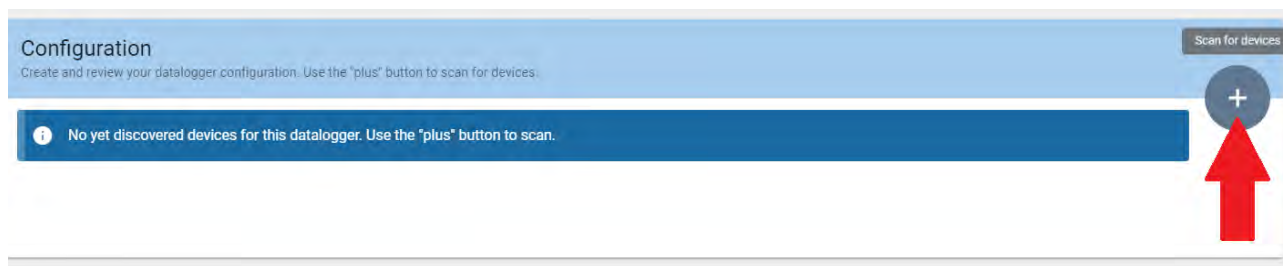 Configuration
Scan for devices
Create and review your datalogger configuration. Use the "plus" button to scan for devices.
No yet discovered devices for this datalogger. Use the "plus" button to scan.